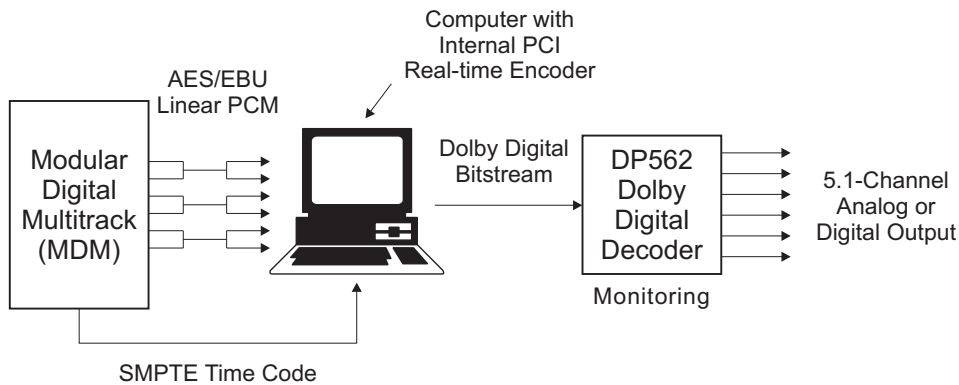 Computer with
Internal PCI
Real-time Encoder
AES/EBU
Linear PCM
Modular
Digital
Multitrack
(MDM)
Dolby Digital
Bitstream
DP562
Dolby
Digital
Decoder
5.1-Channel
Analog or
Digital Output
Monitoring
SMPTE Time Code